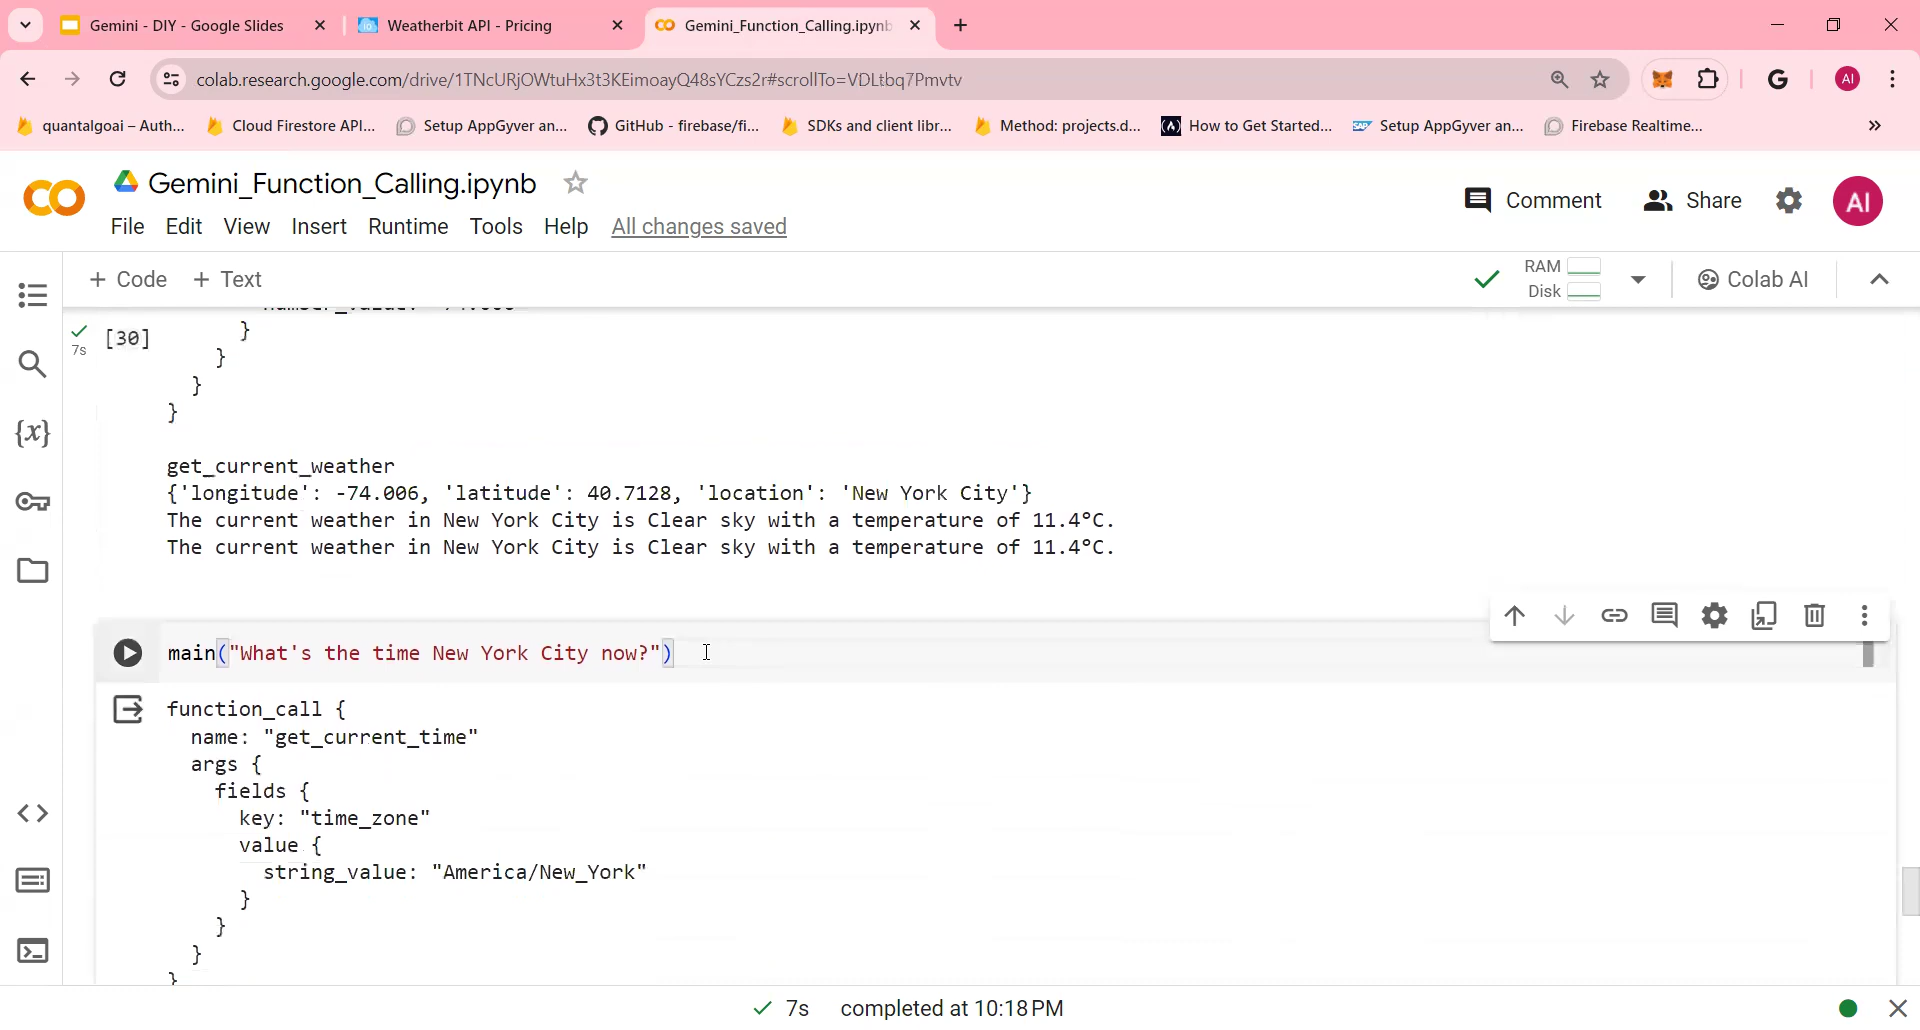 Gemini - DIY - Google Slides
Weatherbit API - Pricing
Gemini_Function_Calling.ipynb
colab.research.google.com/drive/1TNcURjOWtuHx3t3KEimoayQ48sYCzs2r#scrollTo=VDLtbq7Pmvtv
AI
quantalgoai – Auth...
Cloud Firestore API...
Setup AppGyver an...
GitHub - firebase/fi...
SDKs and client libr...
Method: projects.d...
How to Get Started...
Setup AppGyver an...
Firebase Realtime...
Gemini_Function_Calling.ipynb
Comment
Share
AI
File Edit View Insert Runtime Tools Help All changes saved
+ Code + Text
RAM
Disk
Colab AI
7s
[30]
}
}
}
}
get_current_weather
{'longitude': -74.006, 'latitude': 40.7128, 'location': 'New York City'}
The current weather in New York City is Clear sky with a temperature of 11.4°C.
The current weather in New York City is Clear sky with a temperature of 11.4°C.
main("What's the time New York City now?")
function_call {
name: "get_current_time"
args {
fields {
key: "time_zone"
value {
string_value: "America/New_York"
}
}
}
}
7s completed at 10:18 PM